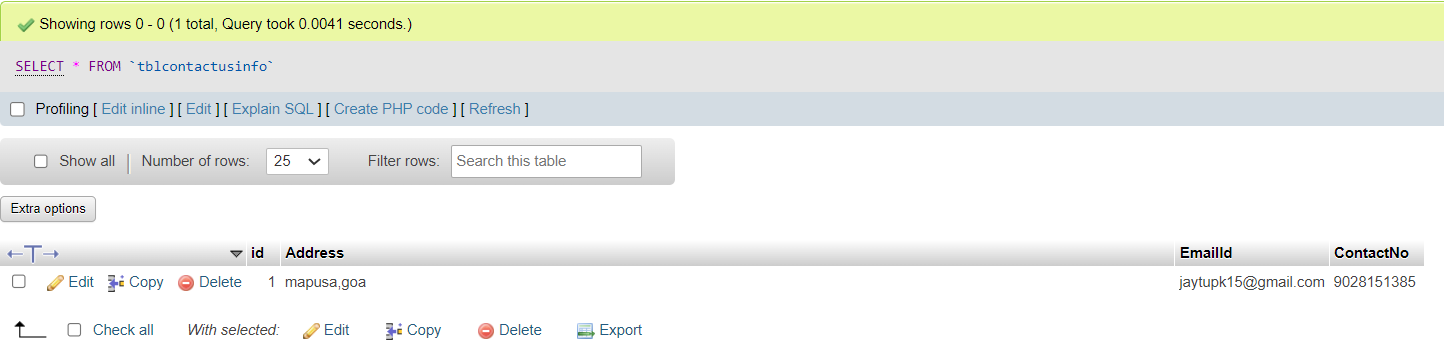 Showing rows 0 - 0 (1 total, Query took 0.0041 seconds.)
SELECT * FROM `tblcontactusinfo`
Profiling [ Edit inline ] [ Edit ] [ Explain SQL ] [ Create PHP code ] [ Refresh ]
Show all | Number of rows: 25 Filter rows: Search this table
Extra options
←T→ id Address EmailId ContactNo
Edit Copy Delete 1 mapusa,goa jaytupk15@gmail.com 9028151385
Check all With selected: Edit Copy Delete Export